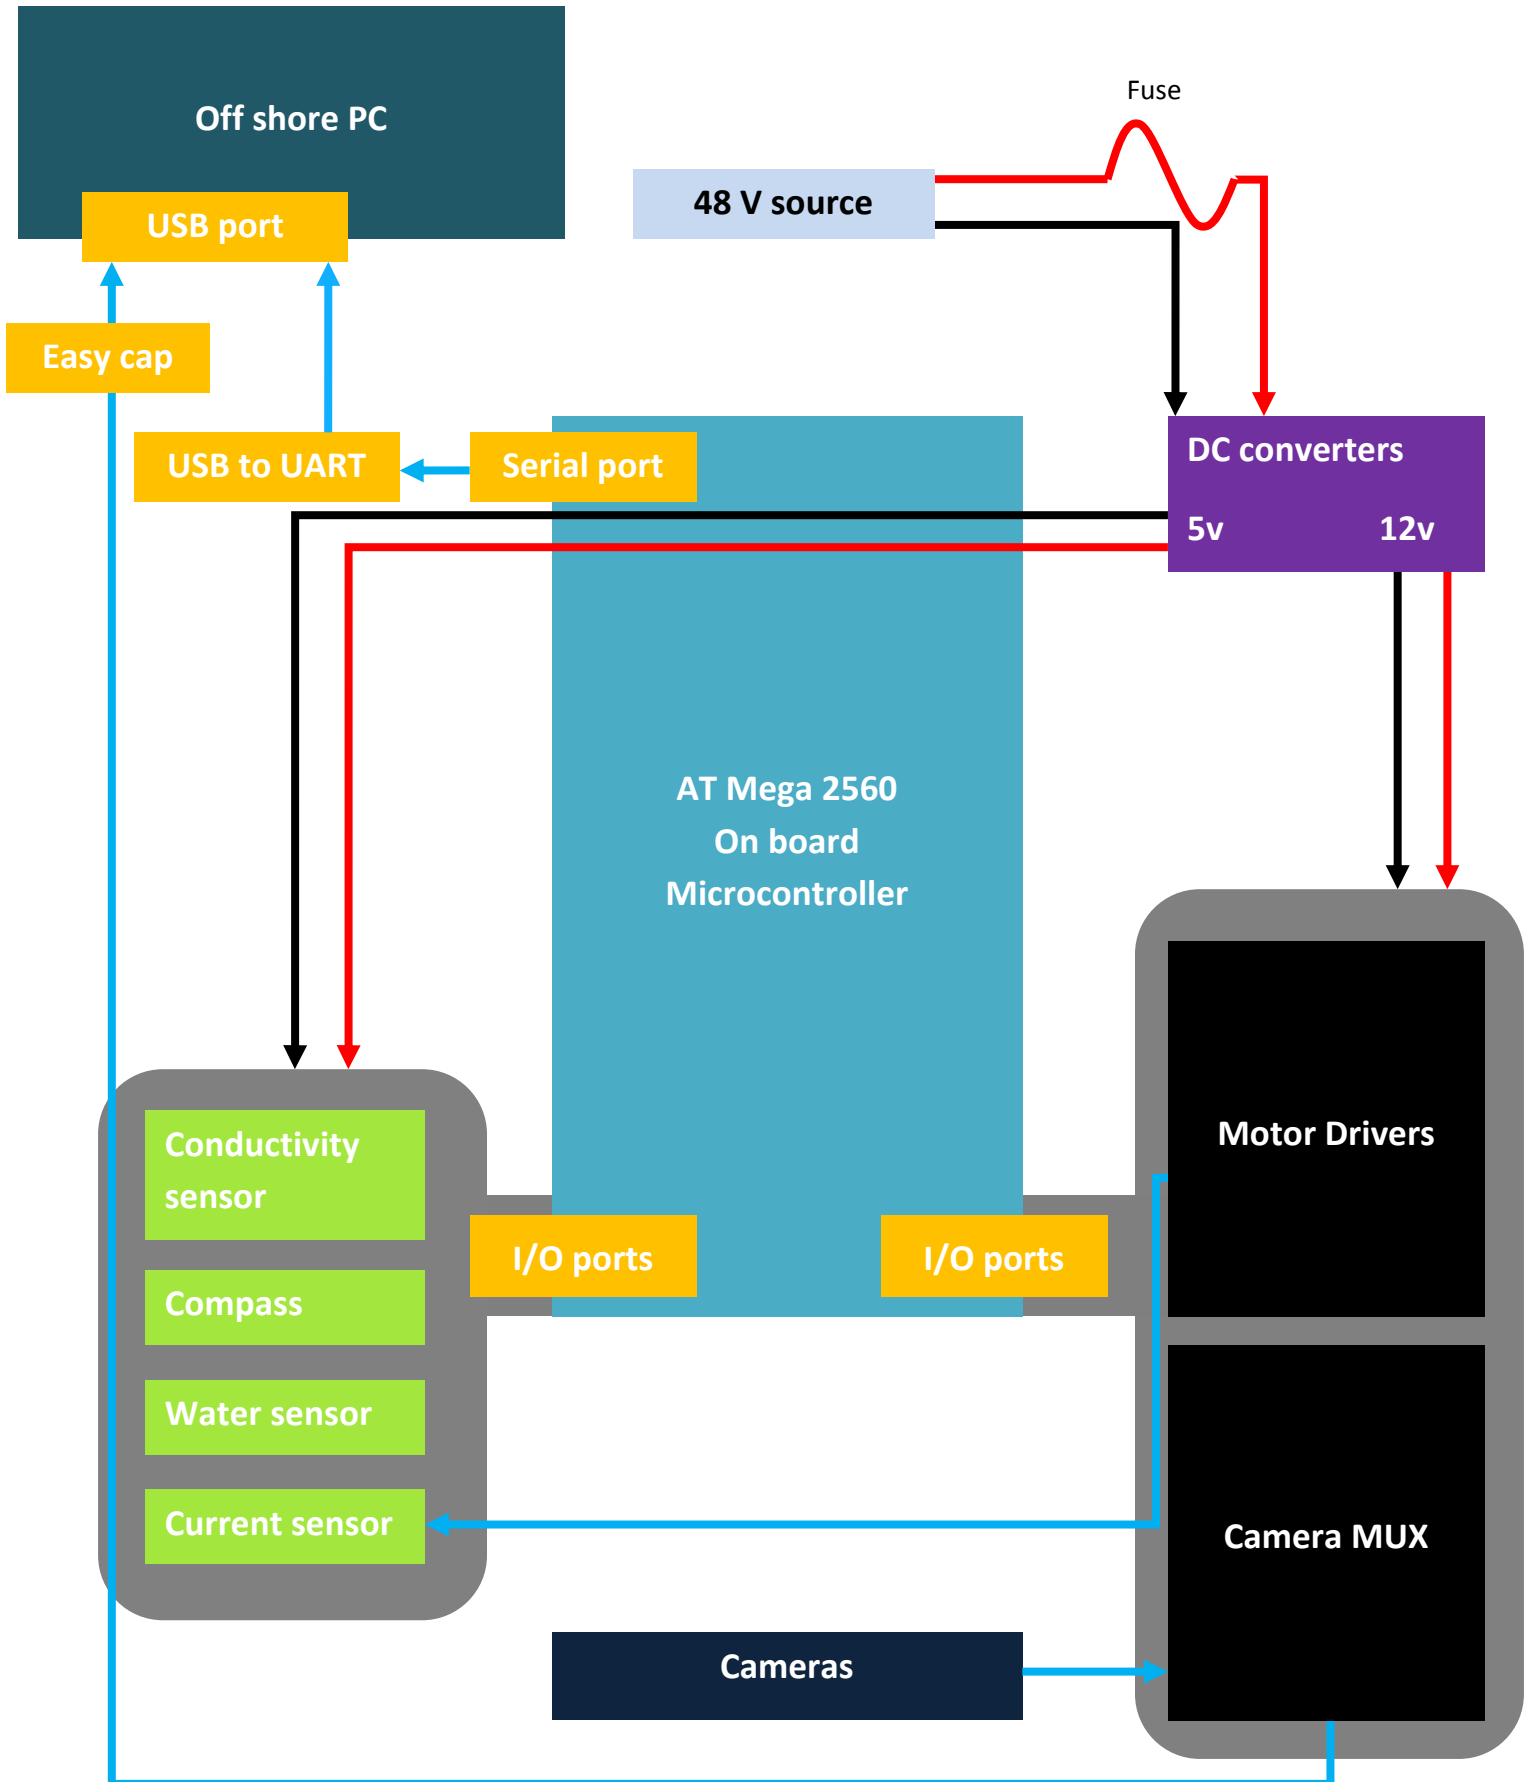 Off shore PC
Fuse
48 V source
USB port
Easy cap
USB to UART
Serial port
DC converters
5v
12v
AT Mega 2560
On board
Microcontroller
Conductivity
sensor
Motor Drivers
I/O ports
I/O ports
Compass
Water sensor
Current sensor
Camera MUX
Cameras